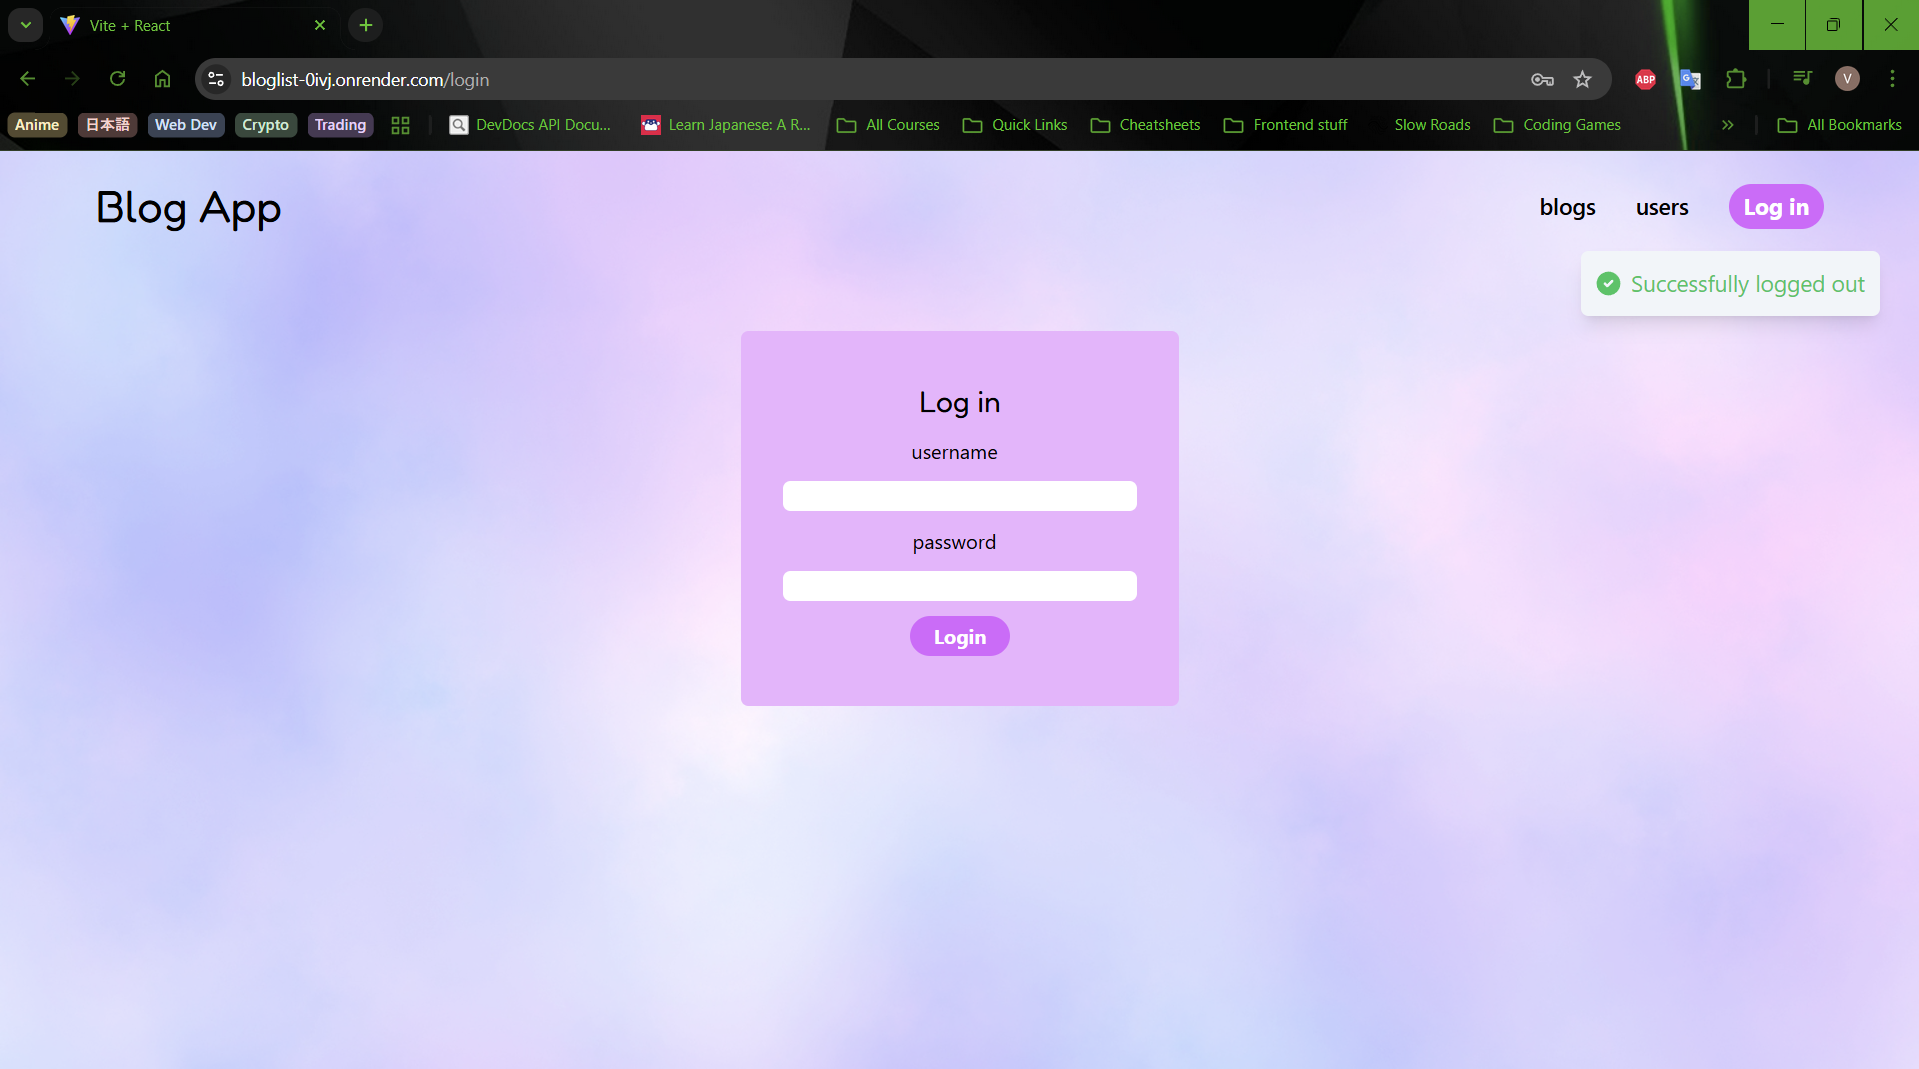 Vite + React
bloglist-0ivj.onrender.com/login
ABP
G
V
Anime
日本語
Web Dev
Crypto
Trading
DevDocs API Docu...
Learn Japanese: A R...
All Courses
Quick Links
Cheatsheets
Frontend stuff
Slow Roads
Coding Games
All Bookmarks
Blog App
blogs
users
Log in
Successfully logged out
Log in
username
password
Login